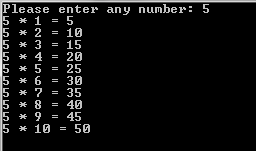 Please enter any number: 5
5 * 1 = 5
5 * 2 = 10
5 * 3 = 15
5 * 4 = 20
5 * 5 = 25
5 * 6 = 30
5 * 7 = 35
5 * 8 = 40
5 * 9 = 45
5 * 10 = 50